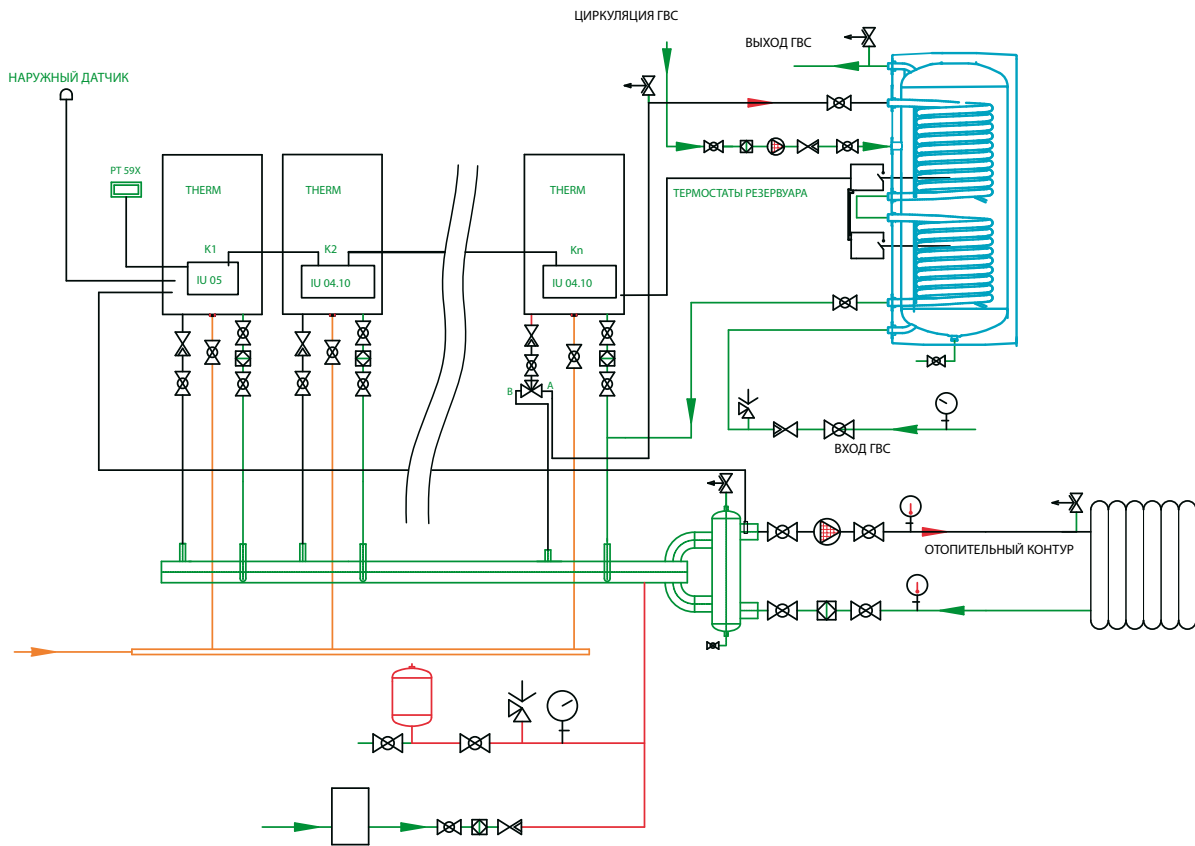 ЦИРКУЛЯЦИЯ ГВС
ВЫХОД ГВС
НАРУЖНЫЙ ДАТЧИК
PT 59X
THERM
THERM
THERM
ТЕРМОСТАТЫ РЕЗЕРВУАРА
K1
K2
Kn
IU 05
IU 04.10
IU 04.10
B
A
ВХОД ГВС
ОТОПИТЕЛЬНЫЙ КОНТУР